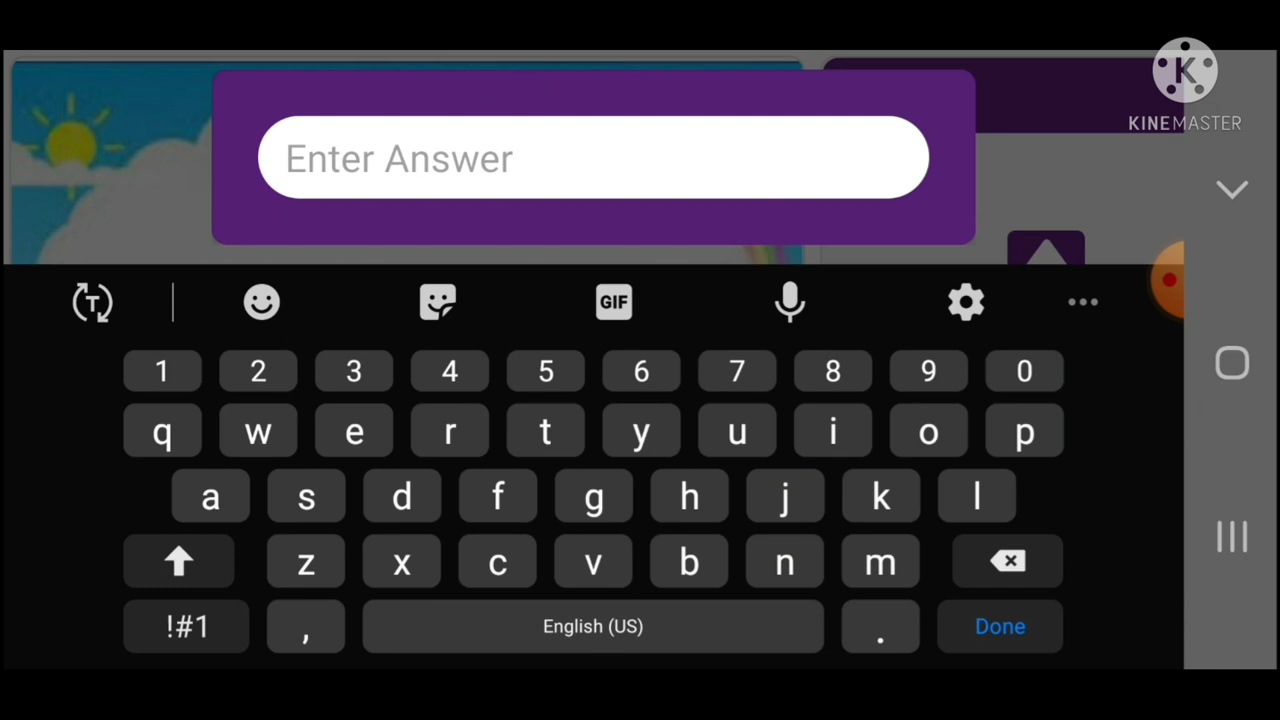 KINEMASTER
Enter Answer
GIF
1 2 3 4 5 6 7 8 9 0
q w e r t y u i o p
a s d f g h j k l
z x c v b n m
!#1 , English (US) . Done